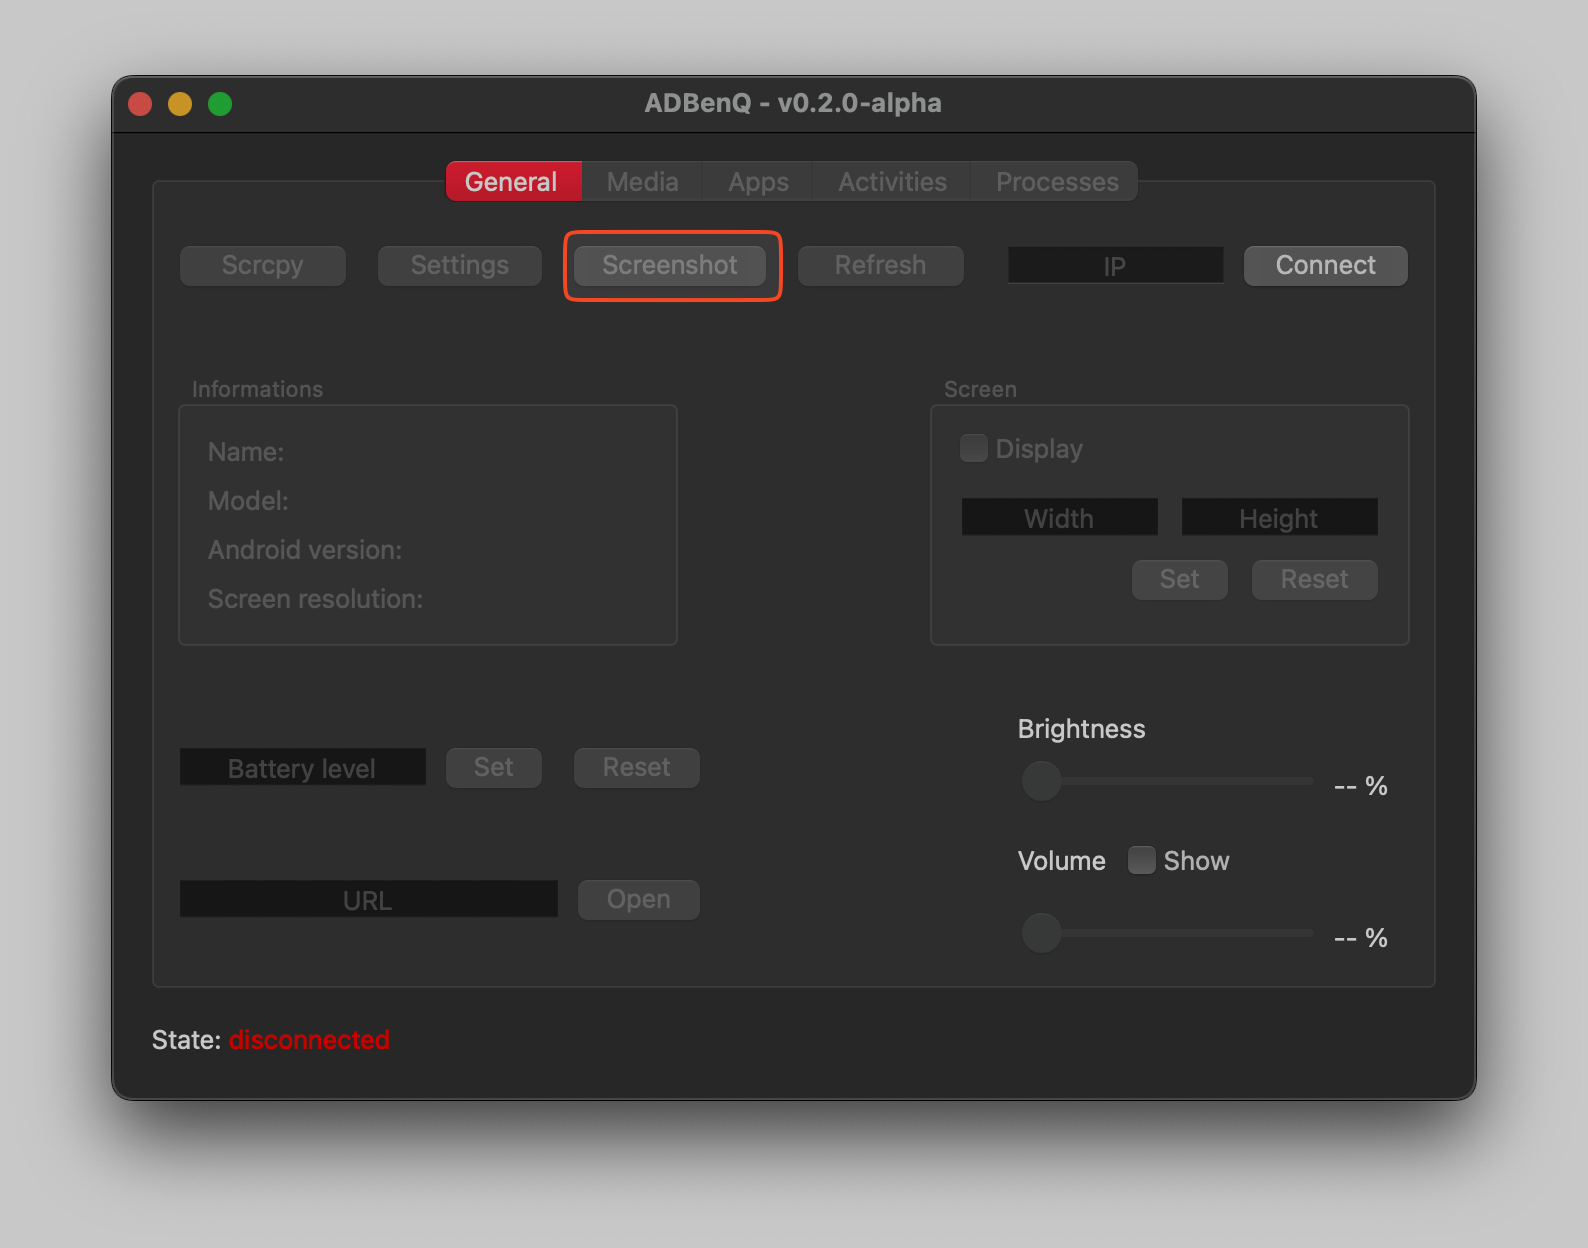 ADBenQ - v0.2.0-alpha
General Media Apps Activities Processes
Scrcpy Settings Screenshot Refresh IP Connect
Informations
Name:
Model:
Android version:
Screen resolution:
Screen
Display
Width Height
Set Reset
Battery level Set Reset
URL Open
Brightness
-- %
Volume Show
-- %
State: disconnected